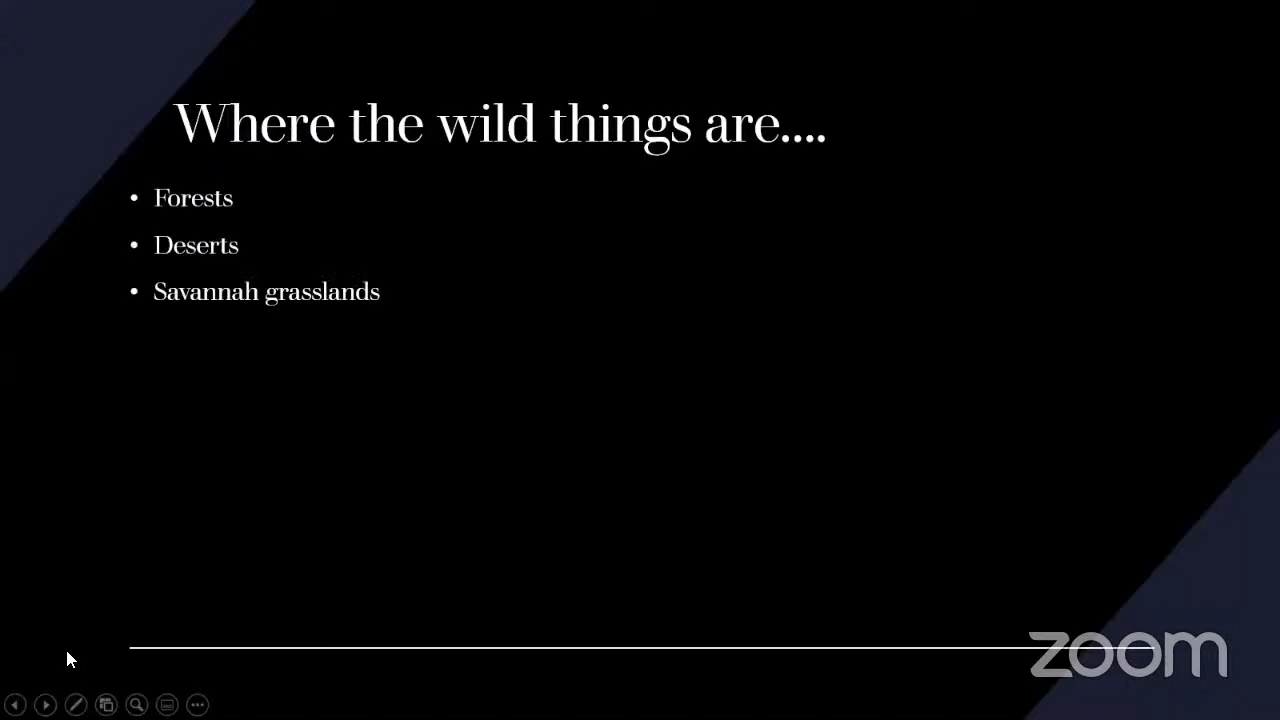 Where the wild things are....
• Forests
• Deserts
• Savannah grasslands
zoom